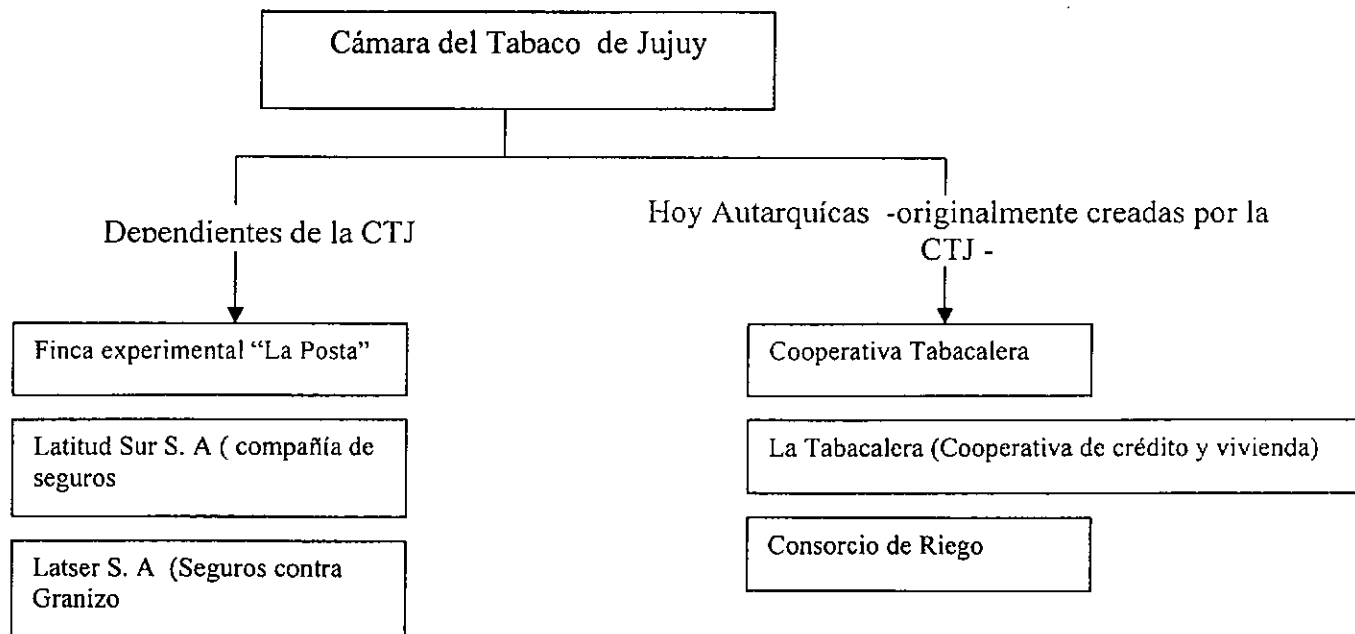 Cámara del Tabaco de Jujuy
Dependientes de la CTJ
Hoy Autarquícas -originalmente creadas por la
CTJ -
Finca experimental “La Posta”
Latitud Sur S. A ( compañía de
seguros
Latser S. A (Seguros contra
Granizo
Cooperativa Tabacalera
La Tabacalera (Cooperativa de crédito y vivienda)
Consorcio de Riego